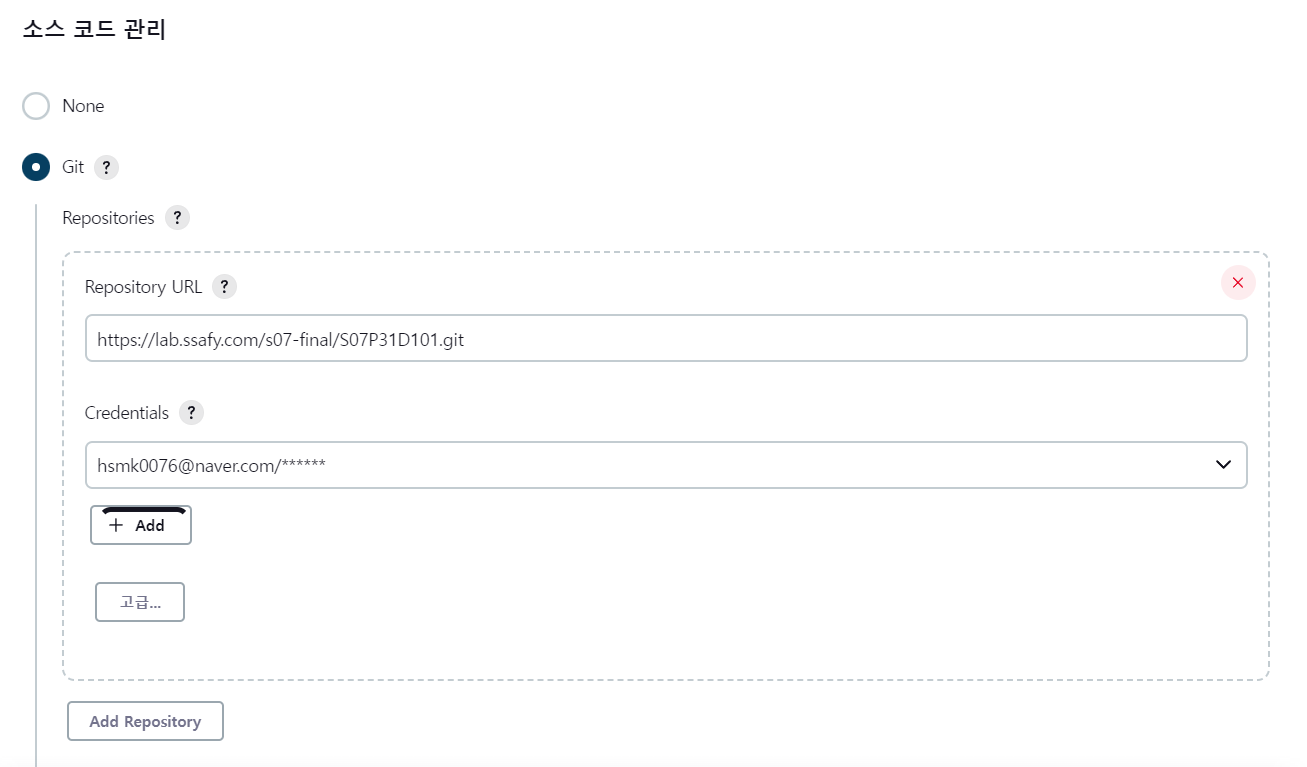 소스 코드 관리
None
Git ?
Repositories ?
Repository URL ?
https://lab.ssafy.com/s07-final/S07P31D101.git
Credentials ?
hsmk0076@naver.com/******
+ Add
고급...
Add Repository